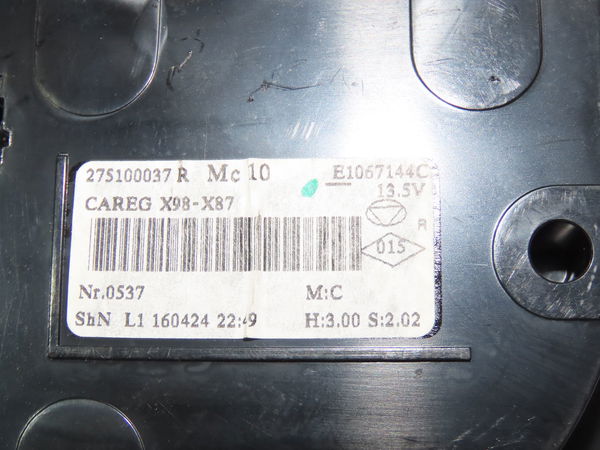 275100037 R Mc 10 E1067144C
13.5V
CAREG X98-X87
R
015
Nr.0537 M:C
ShN L1 160424 22:49 H:3.00 S:2.02